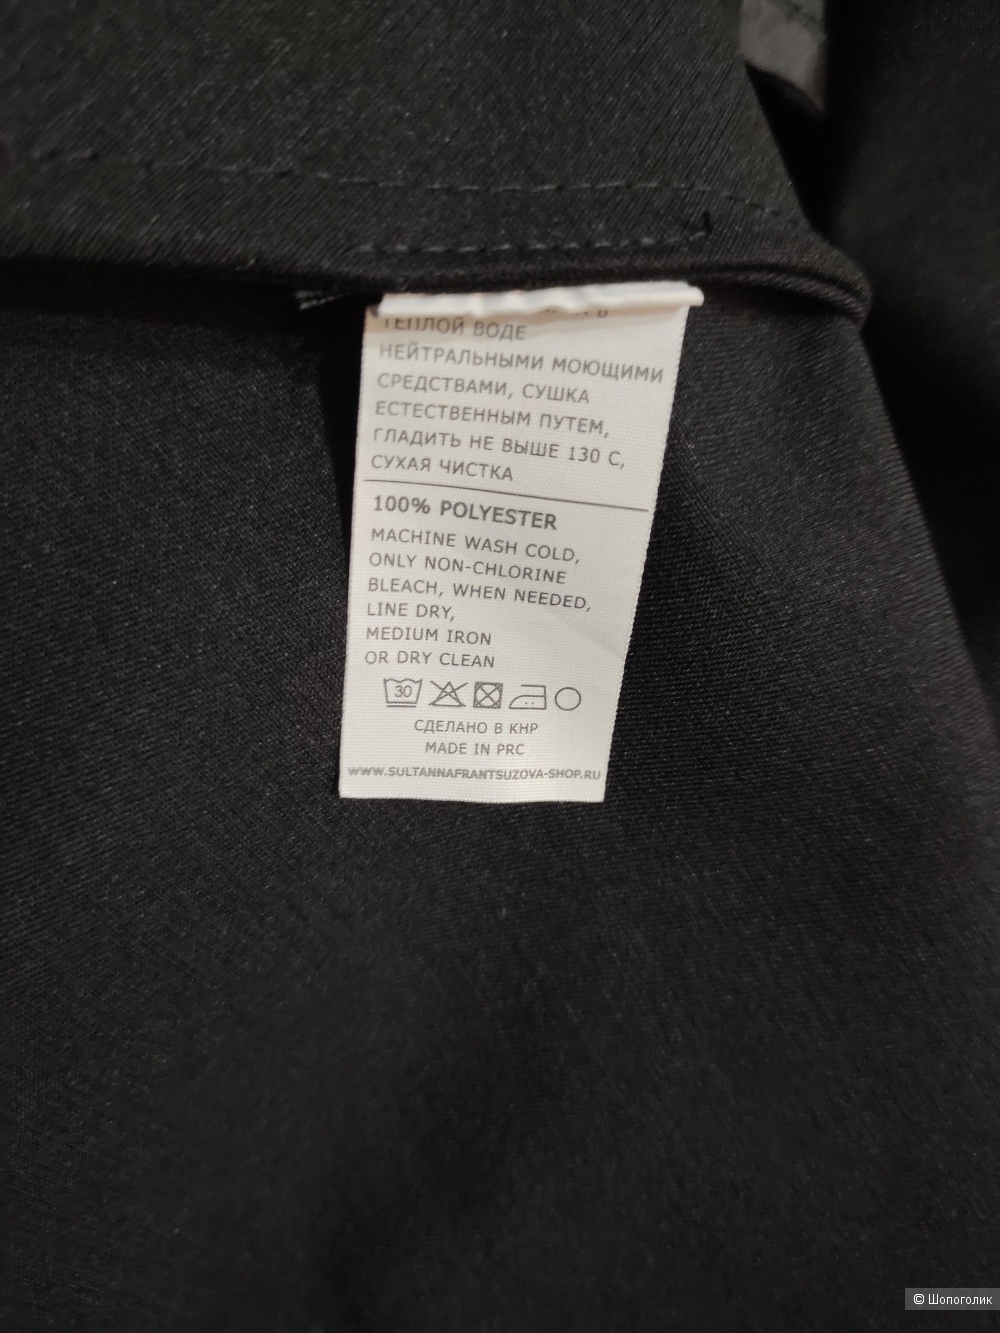 ТЕПЛОЙ ВОДЕ
НЕЙТРАЛЬНЫМИ МОЮЩИМИ
СРЕДСТВАМИ, СУШКА
ЕСТЕСТВЕННЫМ ПУТЕМ,
ГЛАДИТЬ НЕ ВЫШЕ 130 С,
СУХАЯ ЧИСТКА
100% POLYESTER
MACHINE WASH COLD,
ONLY NON-CHLORINE
BLEACH, WHEN NEEDED,
LINE DRY,
MEDIUM IRON
OR DRY CLEAN
30
СДЕЛАНО В КНР
MADE IN PRC
WWW.SULTANNAFRANTSUZOVA-SHOP.RU
© Шопоголик